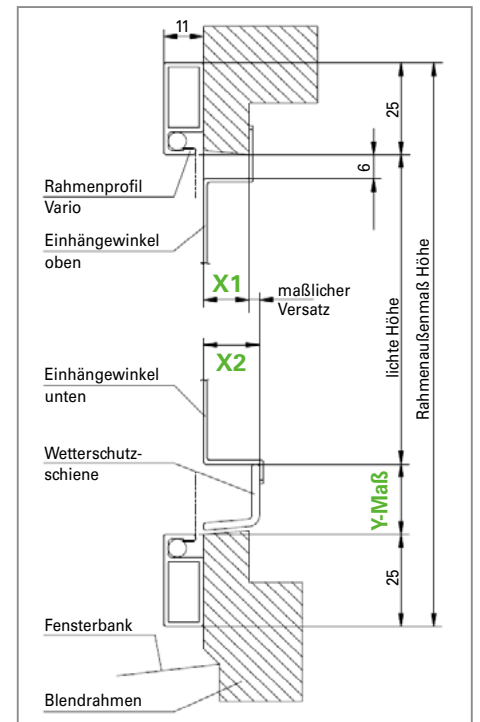 11
25
6
Rahmenprofil
Vario
Einhängewinkel
oben
X1
maßlicher
Versatz
lichte Höhe
Rahmenaußenmaß Höhe
X2
Einhängewinkel
unten
Wetterschutz-
schiene
Y-Maß
25
Fensterbank
Blendrahmen